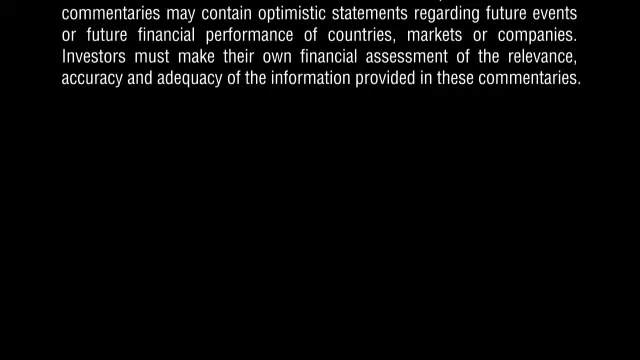 commentaries may contain optimistic statements regarding future events
or future financial performance of countries, markets or companies.
Investors must make their own financial assessment of the relevance,
accuracy and adequacy of the information provided in these commentaries.